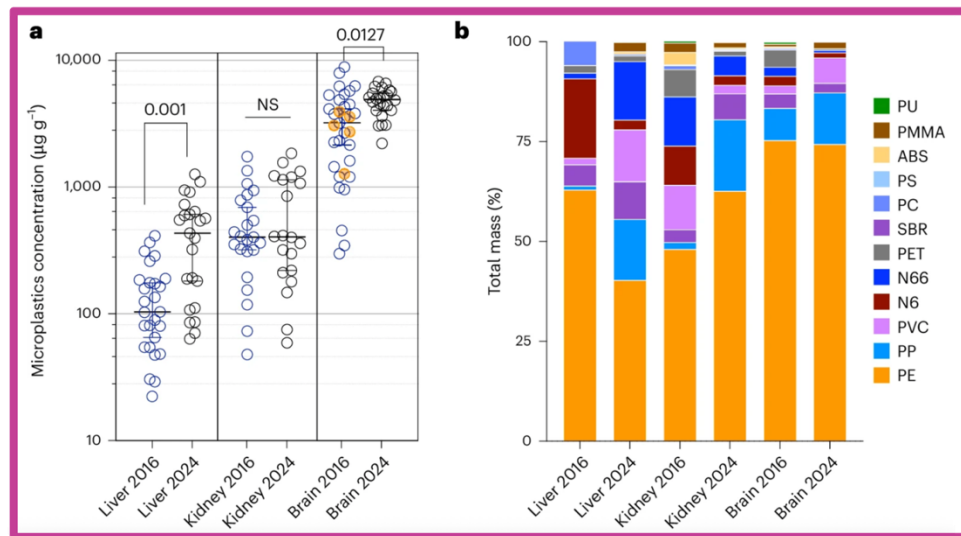 a
Microplastics concentration (µg g⁻¹)
10,000
1,000
100
10
0.001
NS
0.0127
Liver 2016
Liver 2024
Kidney 2016
Kidney 2024
Brain 2016
Brain 2024
b
Total mass (%)
100
75
50
25
0
Liver 2016
Liver 2024
Kidney 2016
Kidney 2024
Brain 2016
Brain 2024
PU
PMMA
ABS
PS
PC
SBR
PET
N66
N6
PVC
PP
PE